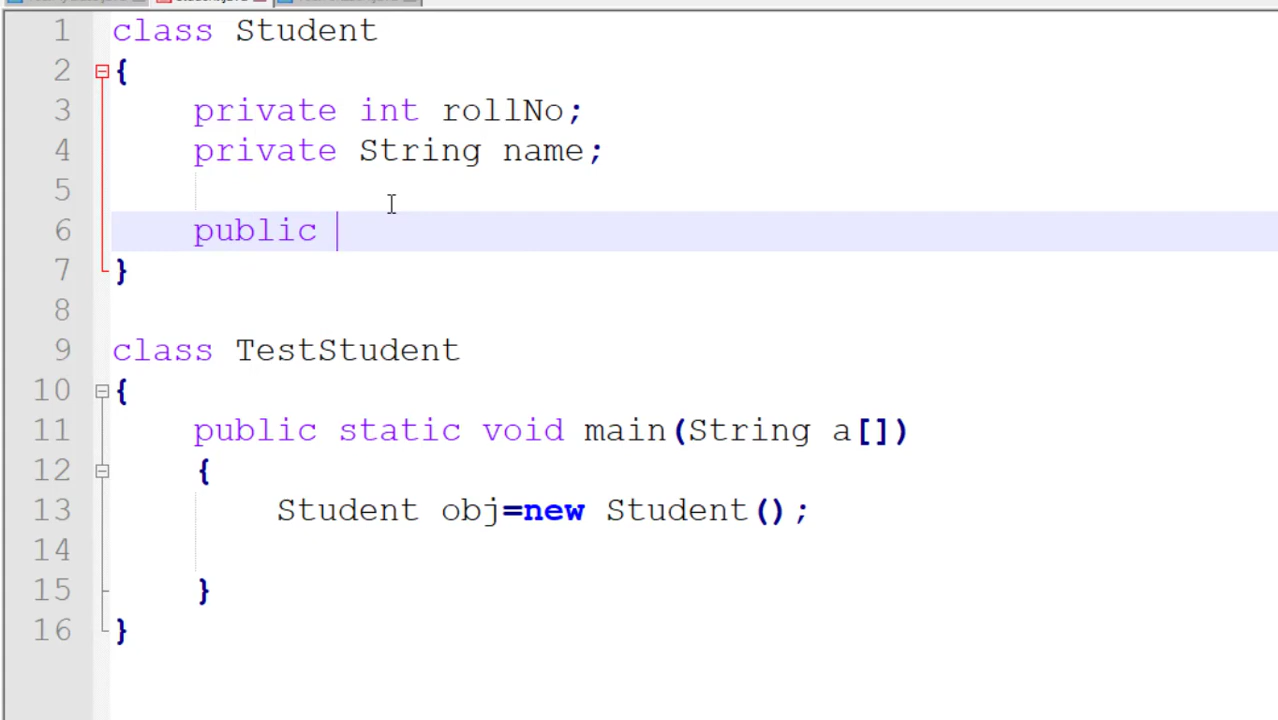 1 class Student
2 {
3 private int rollNo;
4 private String name;
5
6 public
7 }
8
9 class TestStudent
10 {
11 public static void main(String a[])
12 {
13 Student obj=new Student();
14
15 }
16 }